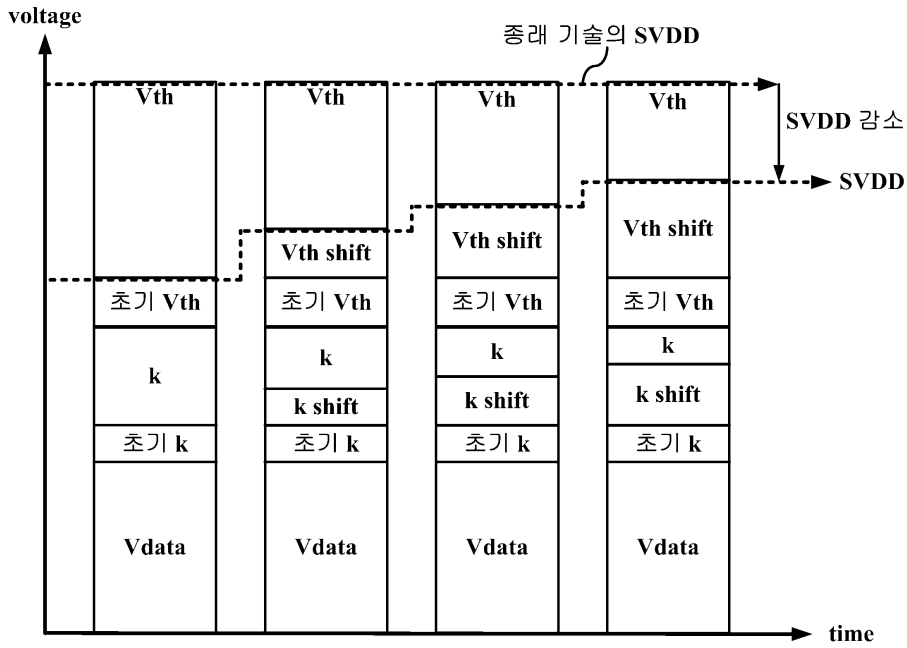 voltage
종래 기술의 SVDD
Vth
Vth
Vth
Vth
SVDD 감소
SVDD
Vth shift
Vth shift
Vth shift
초기 Vth
초기 Vth
초기 Vth
초기 Vth
k
k
k
k
k shift
k shift
k shift
초기 k
초기 k
초기 k
초기 k
Vdata
Vdata
Vdata
Vdata
time